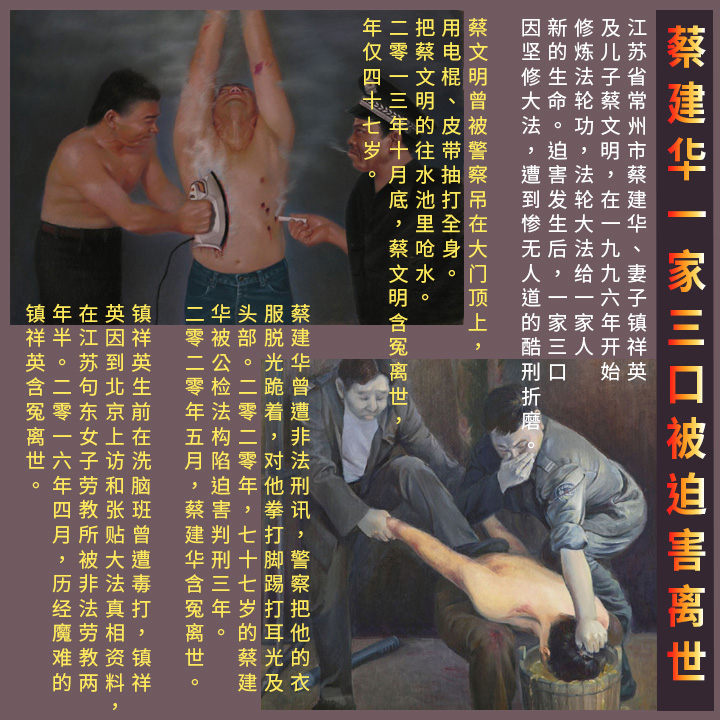 蔡建华一家三口被迫害离世
江苏省常州市蔡建华、妻子镇祥英
及儿子蔡文明，在一九九六年开始
修炼法轮功，法轮大法给一家人
新的生命。迫害发生后，一家三口
因坚修大法，遭到惨无人道的酷刑折磨。
蔡文明曾被警察吊在大门顶上，
用电棍、皮带抽打全身。
把蔡文明的往水池里呛水。
二零一三年十月底，蔡文明含冤离世，
年仅四十七岁。
蔡建华曾遭非法刑讯，警察把他的衣
服脱光跪着，对他拳打脚踢打耳光及
头部。二零二零年，七十七岁的蔡建
华被公检法构陷迫害判刑三年。
二零二零年五月，蔡建华含冤离世。
镇祥英生前在洗脑班曾遭毒打，镇祥
英因到北京上访和张贴大法真相资料，
在江苏句东女子劳教所被非法劳教两
年半。二零一六年四月，历经魔难的
镇祥英含冤离世。